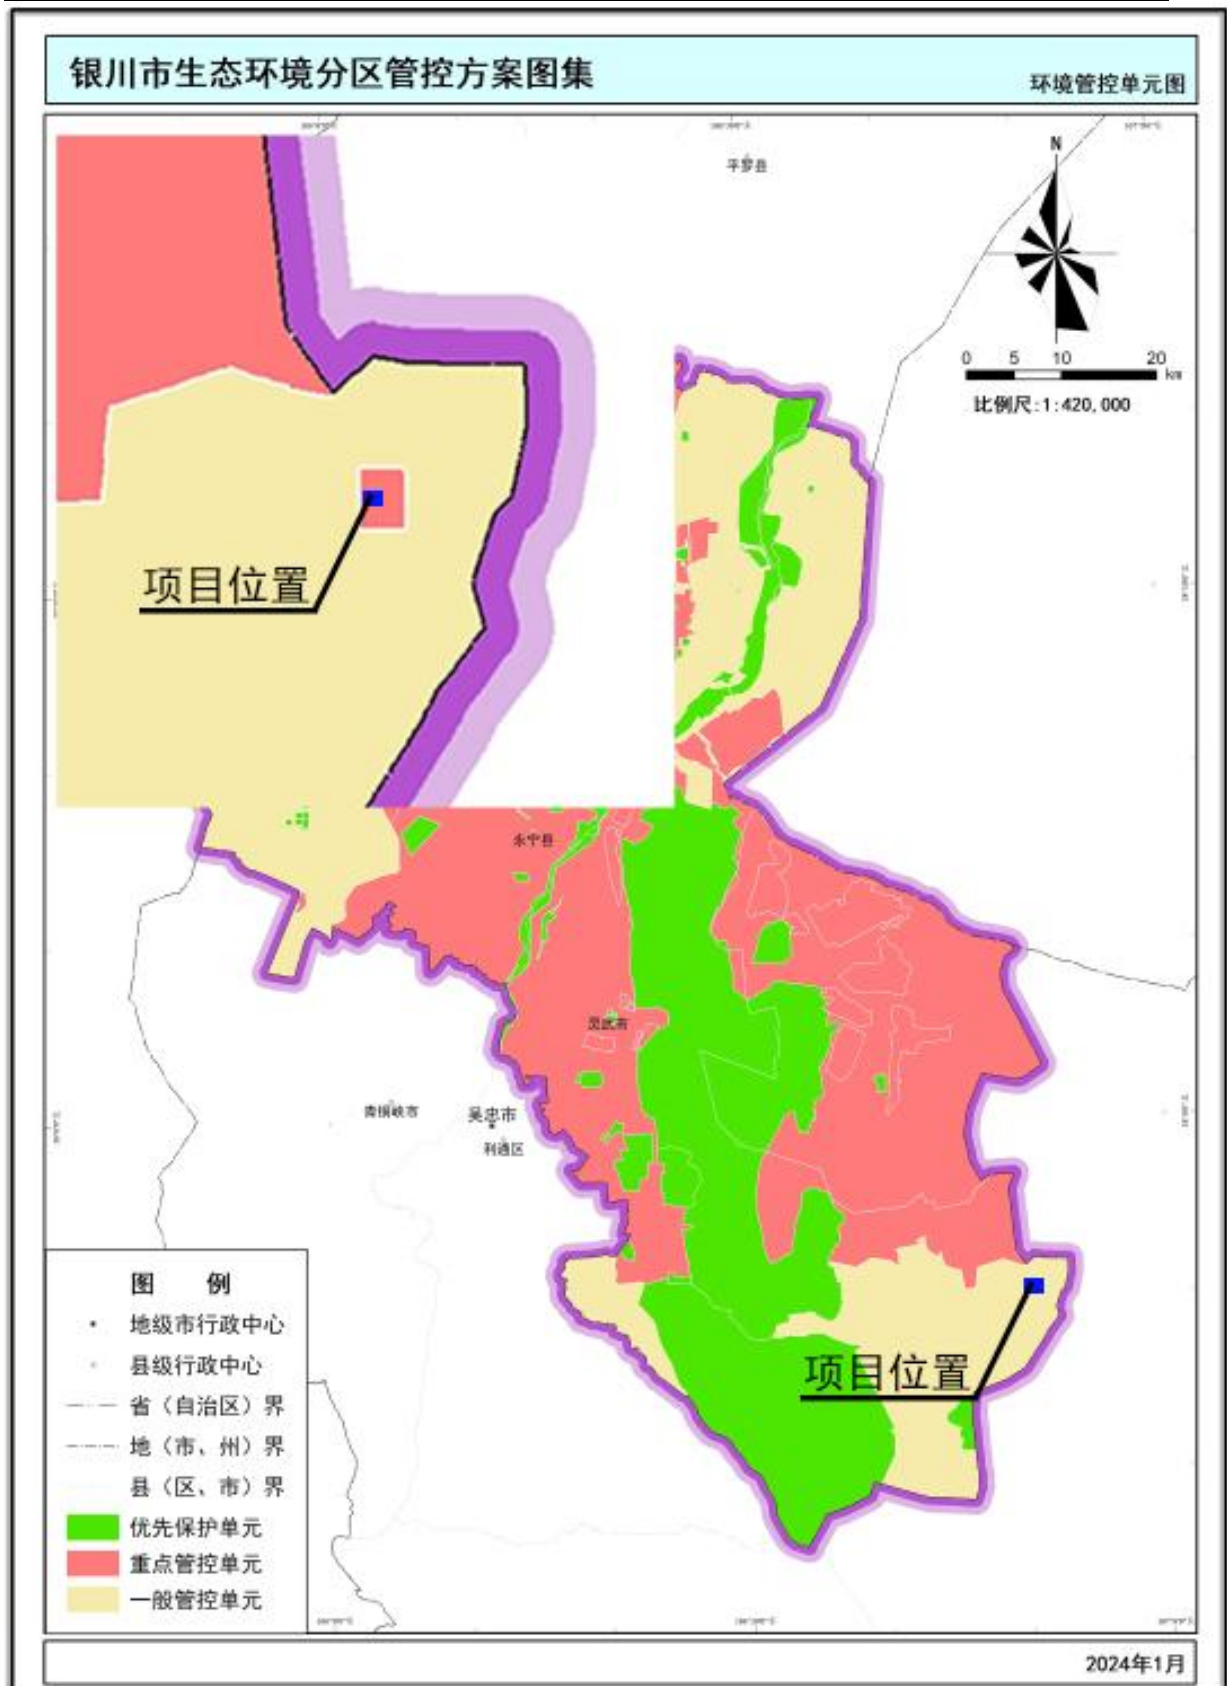 银川市生态环境分区管控方案图集
环境管控单元图
平罗县
N
0 5 10 20
km
比例尺:1:420,000
项目位置
永宁县
灵武市
青铜峡市
吴忠市
利通区
项目位置
图 例
地级市行政中心
县级行政中心
省（自治区）界
地（市、州）界
县（区、市）界
优先保护单元
重点管控单元
一般管控单元
2024年1月